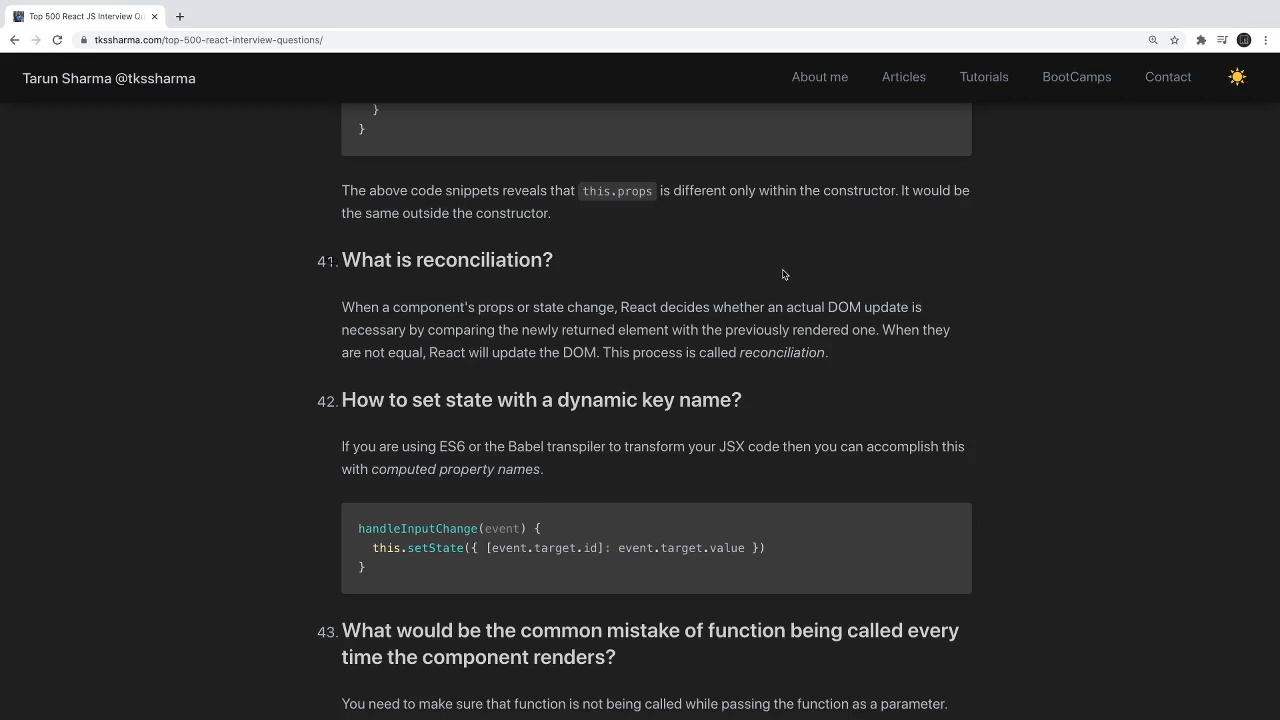 Top 500 React JS Interview Qu
tkssharma.com/top-500-react-interview-questions/
Tarun Sharma @tkssharma
About me
Articles
Tutorials
BootCamps
Contact
}
}
The above code snippets reveals that this.props is different only within the constructor. It would be
the same outside the constructor.
41. What is reconciliation?
When a component's props or state change, React decides whether an actual DOM update is
necessary by comparing the newly returned element with the previously rendered one. When they
are not equal, React will update the DOM. This process is called reconciliation.
42. How to set state with a dynamic key name?
If you are using ES6 or the Babel transpiler to transform your JSX code then you can accomplish this
with computed property names.
handleInputChange(event) {
this.setState({ [event.target.id]: event.target.value })
}
43. What would be the common mistake of function being called every
time the component renders?
You need to make sure that function is not being called while passing the function as a parameter.